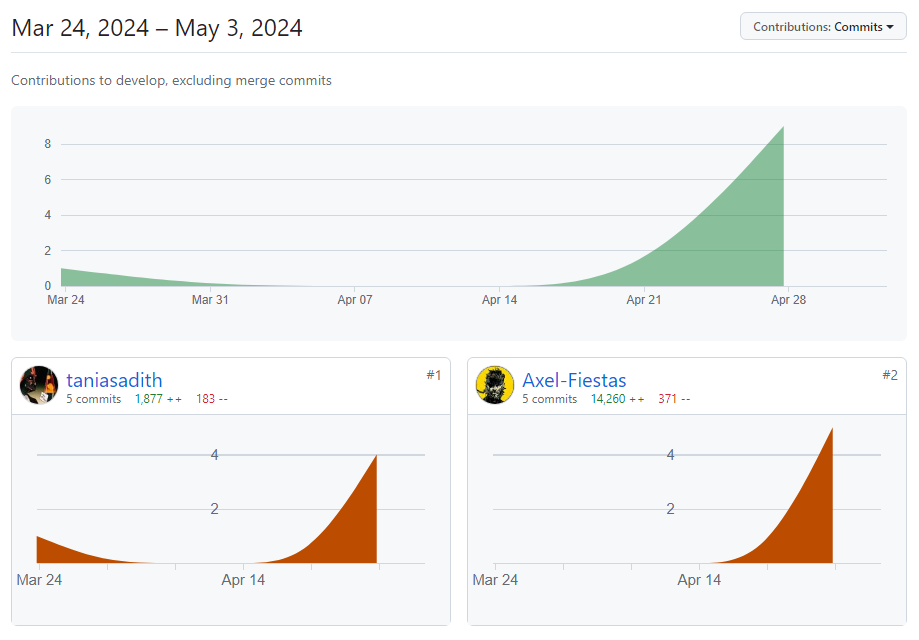 Mar 24, 2024 – May 3, 2024
Contributions: Commits
Contributions to develop, excluding merge commits
8
6
4
2
0
Mar 24 Mar 31 Apr 07 Apr 14 Apr 21 Apr 28
taniasadith #1
5 commits 1,877 ++ 183 --
4
2
Mar 24 Apr 14
Axel-Fiestas #2
5 commits 14,260 ++ 371 --
4
2
Mar 24 Apr 14